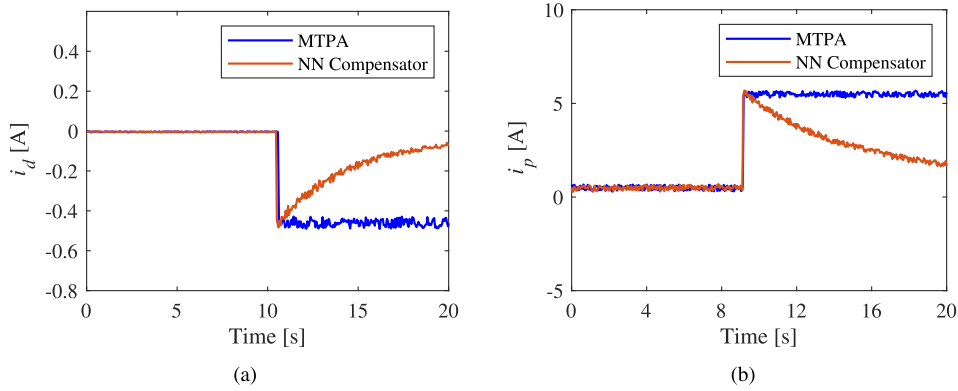 MTPA
NN Compensator
0.4
0.2
0
-0.2
-0.4
-0.6
-0.8
i_d [A]
0 5 10 15 20
Time [s]
(a)
MTPA
NN Compensator
10
5
0
-5
i_p [A]
0 4 8 12 16 20
Time [s]
(b)